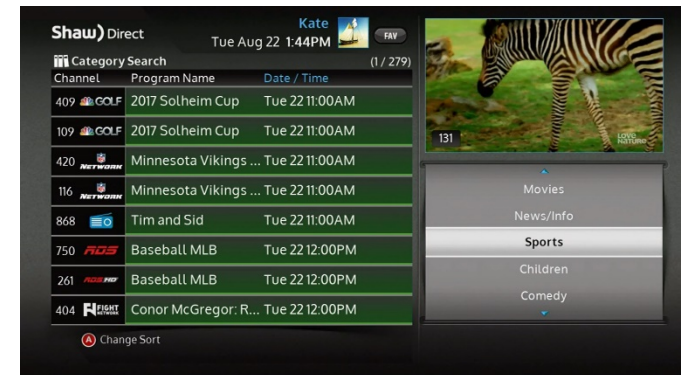 Shaw) Direct
Kate
FAV
Tue Aug 22 1:44PM
Category Search (1 / 279)
Channel Program Name Date / Time
409 GOLF 2017 Solheim Cup Tue 22 11:00AM
109 GOLF 2017 Solheim Cup Tue 22 11:00AM
420 NFL NETWORK Minnesota Vikings ... Tue 22 11:00AM
116 NFL NETWORK Minnesota Vikings ... Tue 22 11:00AM
868 Tim and Sid Tue 22 11:00AM
750 RDS Baseball MLB Tue 22 12:00PM
261 RDS HD Baseball MLB Tue 22 12:00PM
404 FIGHT NETWORK Conor McGregor: R... Tue 22 12:00PM
A Change Sort
131
LOVE NATURE
Movies
News/Info
Sports
Children
Comedy